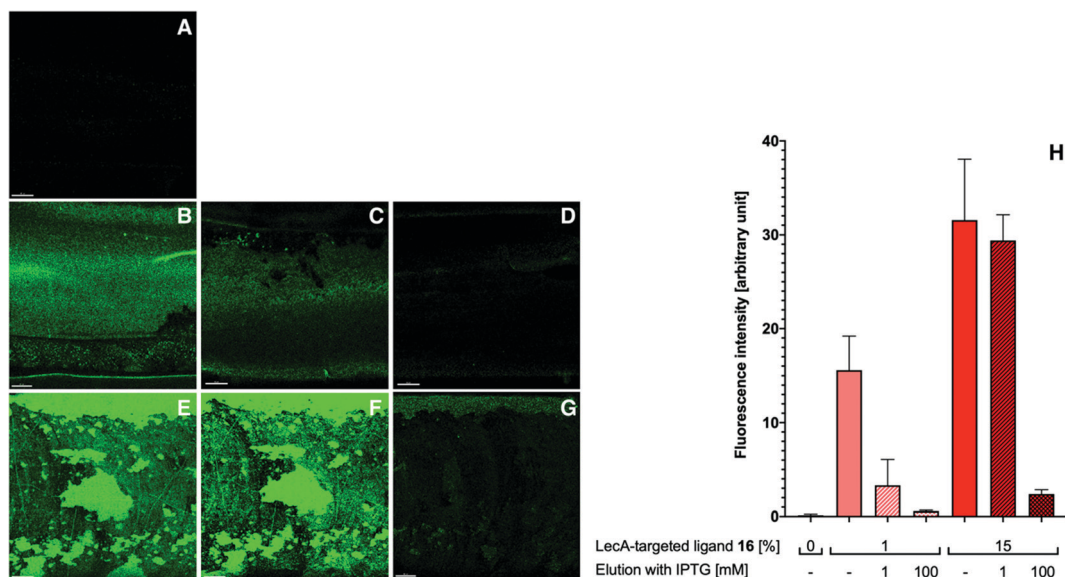 A
B
C
D
E
F
G
H
Fluorescence intensity [arbitrary unit]
40
30
20
10
0
LecA-targeted ligand 16 [%] 0 1 15
Elution with IPTG [mM] - - 1 100 - 1 100